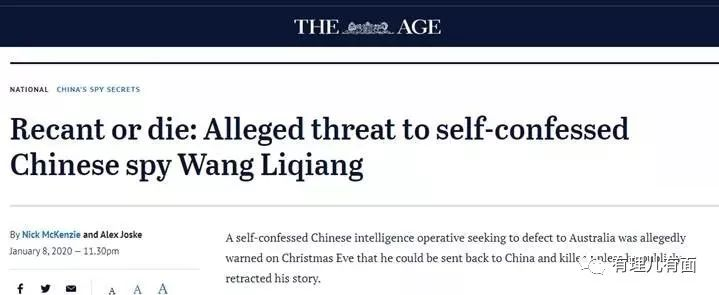 THE AGE
NATIONAL CHINA'S SPY SECRETS
Recant or die: Alleged threat to self-confessed
Chinese spy Wang Liqiang
By Nick McKenzie and Alex Joske
January 8, 2020 — 11.30pm
A self-confessed Chinese intelligence operative seeking to defect to Australia was allegedly
warned on Christmas Eve that he could be sent back to China and
retracted his story.
A A A
有理儿有面